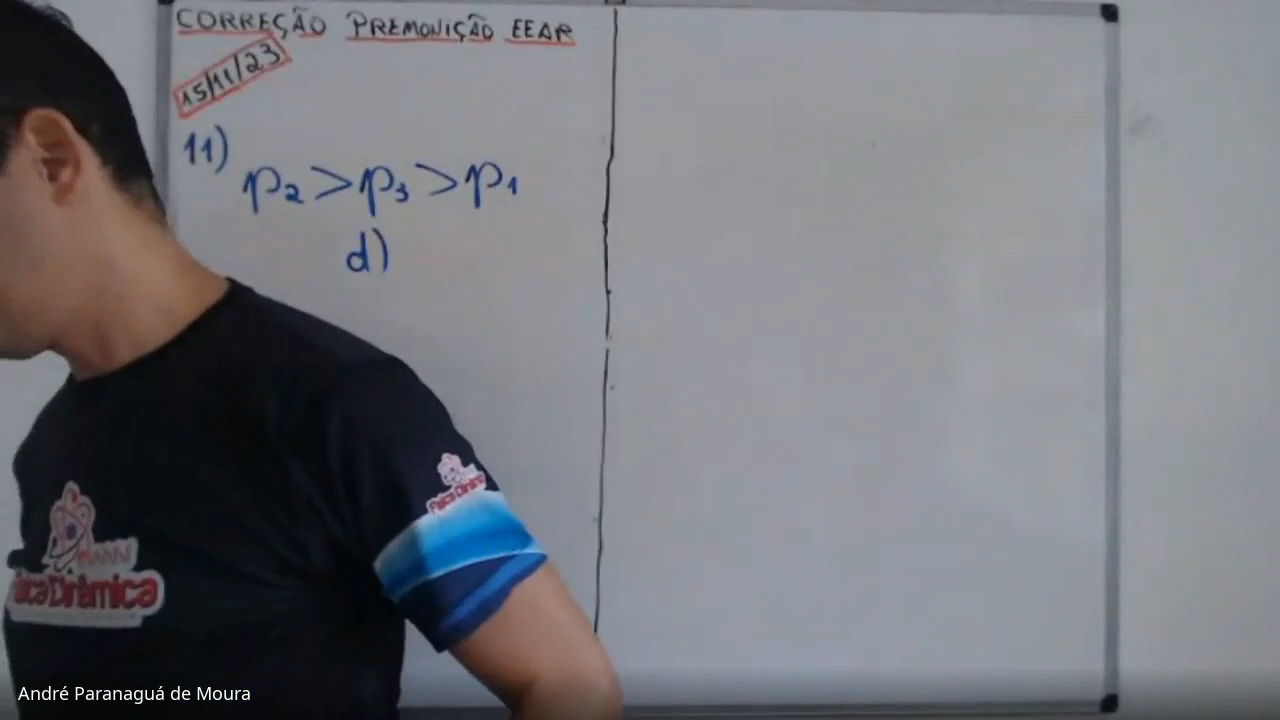 CORREÇÃO PREMONIÇÃO EEAR
15/11/23
11)
p₂ > p₃ > p₁
d)
André Paranaguá de Moura